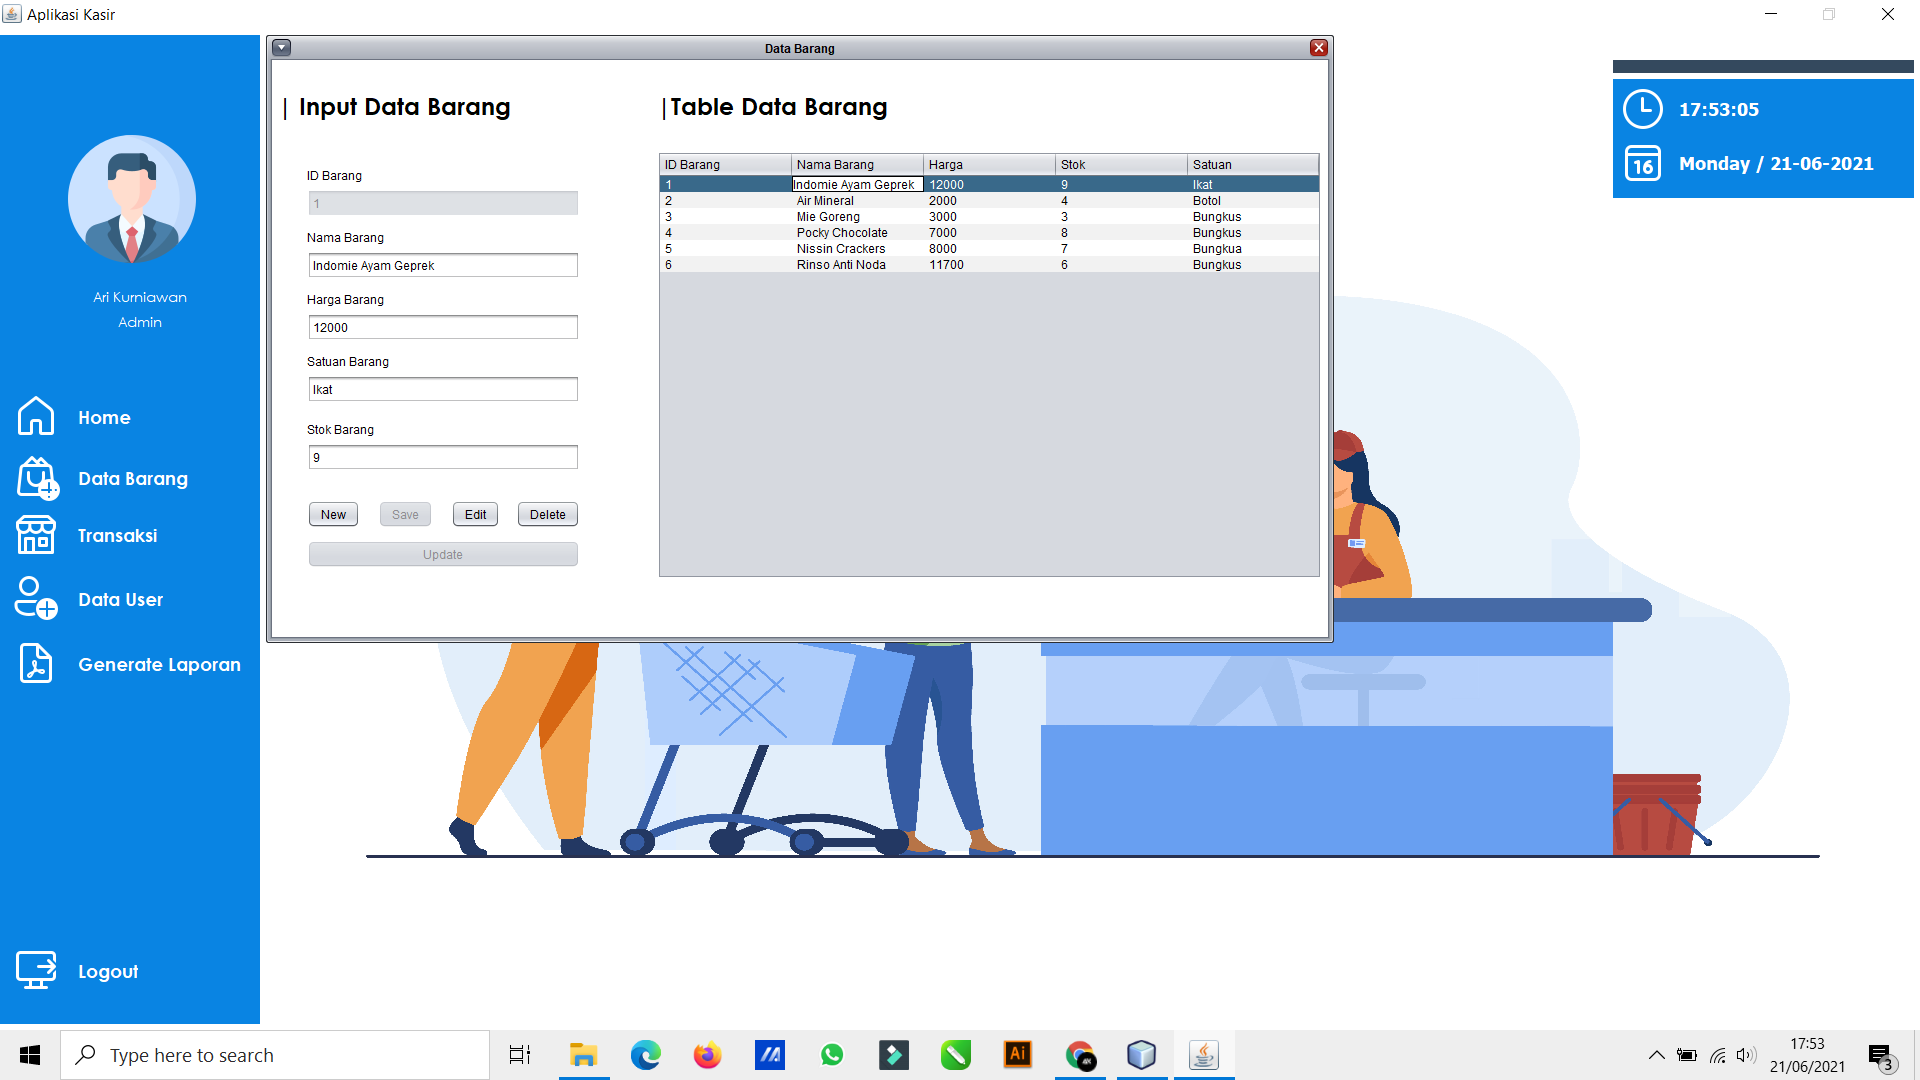 Aplikasi Kasir
Ari Kurniawan
Admin
Home
Data Barang
Transaksi
Data User
Generate Laporan
Logout
Data Barang
| Input Data Barang
ID Barang
1
Nama Barang
Indomie Ayam Geprek
Harga Barang
12000
Satuan Barang
Ikat
Stok Barang
9
New Save Edit Delete
Update
|Table Data Barang
ID Barang Nama Barang Harga Stok Satuan
1 Indomie Ayam Geprek 12000 9 Ikat
2 Air Mineral 2000 4 Botol
3 Mie Goreng 3000 3 Bungkus
4 Pocky Chocolate 7000 8 Bungkus
5 Nissin Crackers 8000 7 Bungkua
6 Rinso Anti Noda 11700 6 Bungkus
17:53:05
16 Monday / 21-06-2021
Type here to search
Ai
17:53
21/06/2021
3